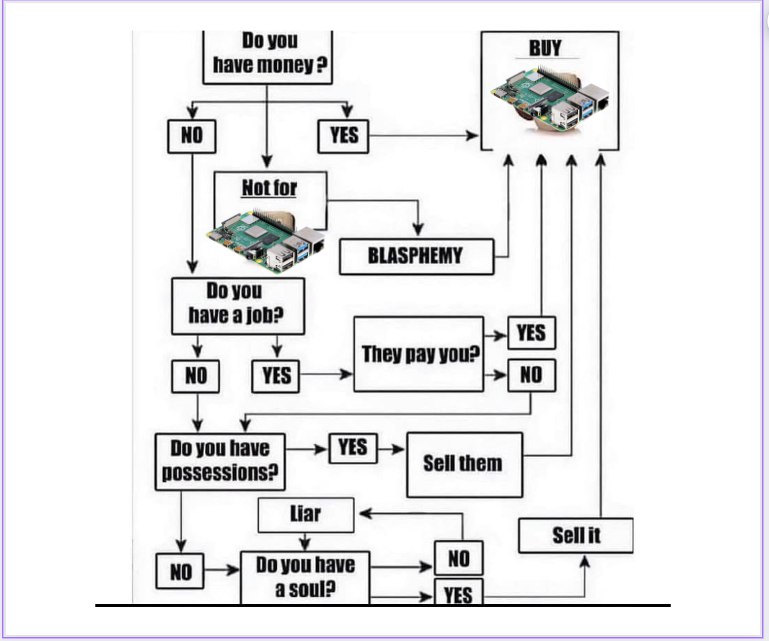 Do you
have money?
BUY
NO
YES
Not for
BLASPHEMY
Do you
have a job?
They pay you?
YES
NO
YES
NO
Do you have
possessions?
YES
Sell them
Liar
Sell it
NO
Do you have
a soul?
NO
YES